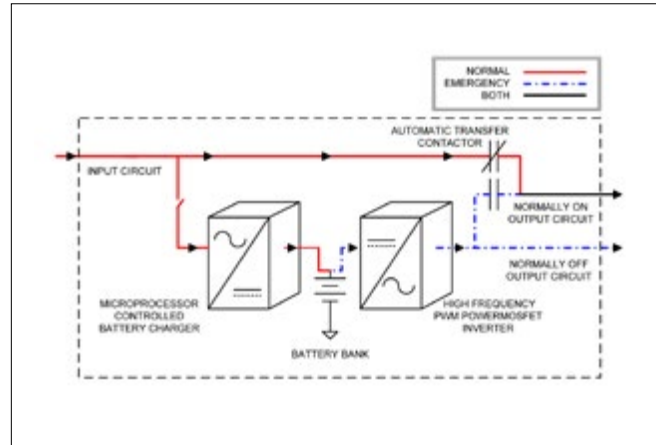 NORMAL
EMERGENCY
BOTH
AUTOMATIC TRANSFER
CONTACTOR
INPUT CIRCUIT
NORMALLY ON
OUTPUT CIRCUIT
NORMALLY OFF
OUTPUT CIRCUIT
MICROPROCESSOR
CONTROLLED
BATTERY CHARGER
HIGH FREQUENCY
PWM POWERMOSFET
INVERTER
BATTERY BANK